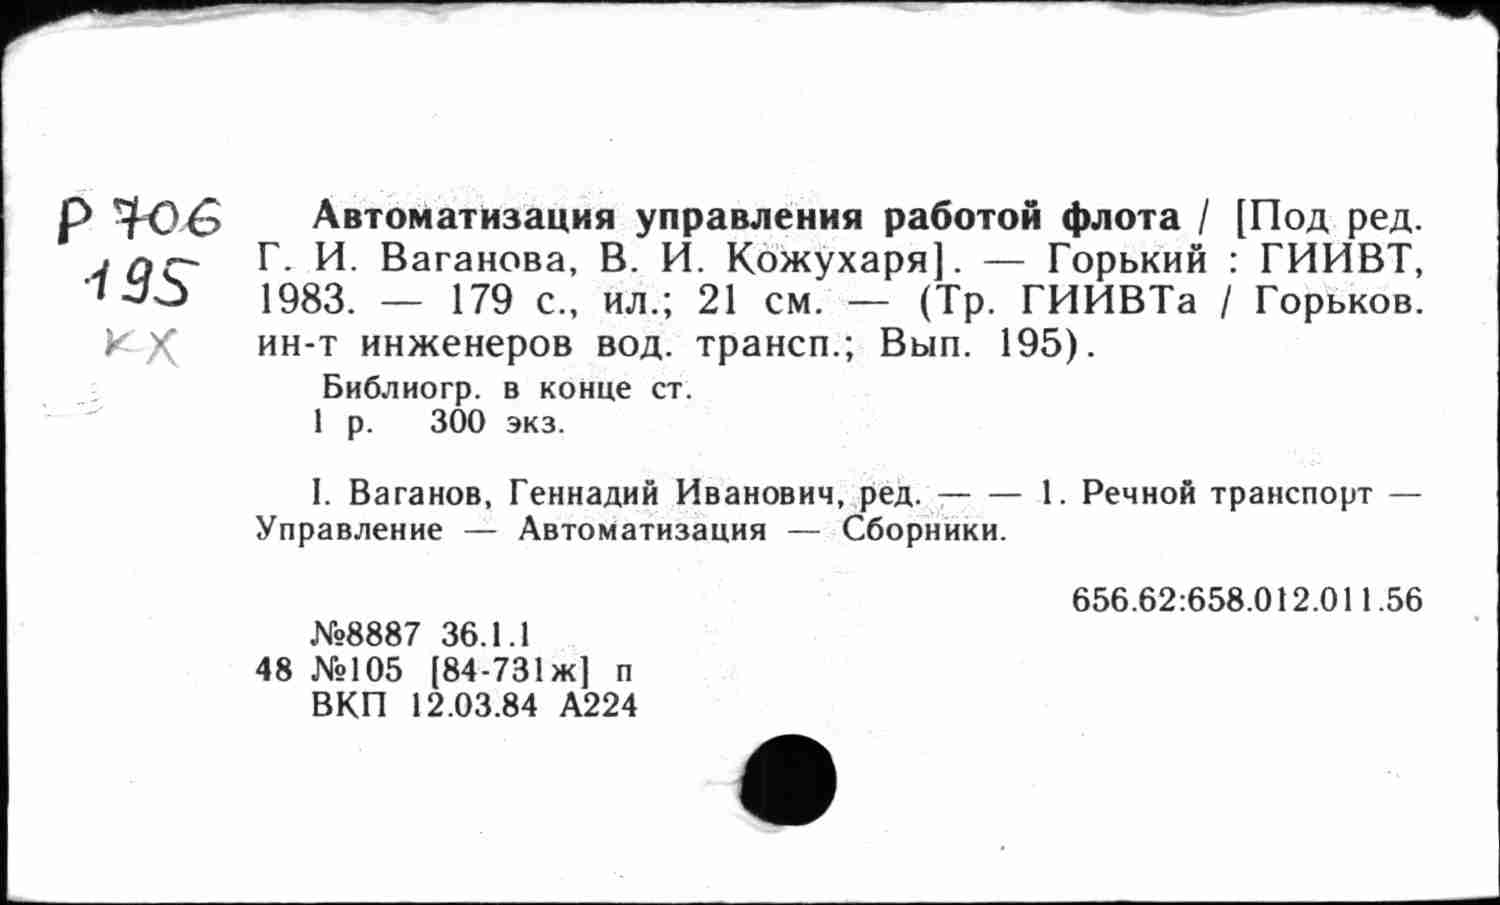 Р 706
195
кх
Автоматизация управления работой флота / [Под ред.
Г. И. Ваганова, В. И. Кожухаря]. — Горький : ГИИВТ,
1983. — 179 с., ил.; 21 см. — (Тр. ГИИВТа / Горьков.
ин-т инженеров вод. трансп.; Вып. 195).
Библиогр. в конце ст.
1 р. 300 экз.
I. Ваганов, Геннадий Иванович, ред. — — 1. Речной транспорт —
Управление — Автоматизация — Сборники.
656.62:658.012.011.56
№8887 36.1.1
48 №105 [84-731ж] п
ВКП 12.03.84 А224